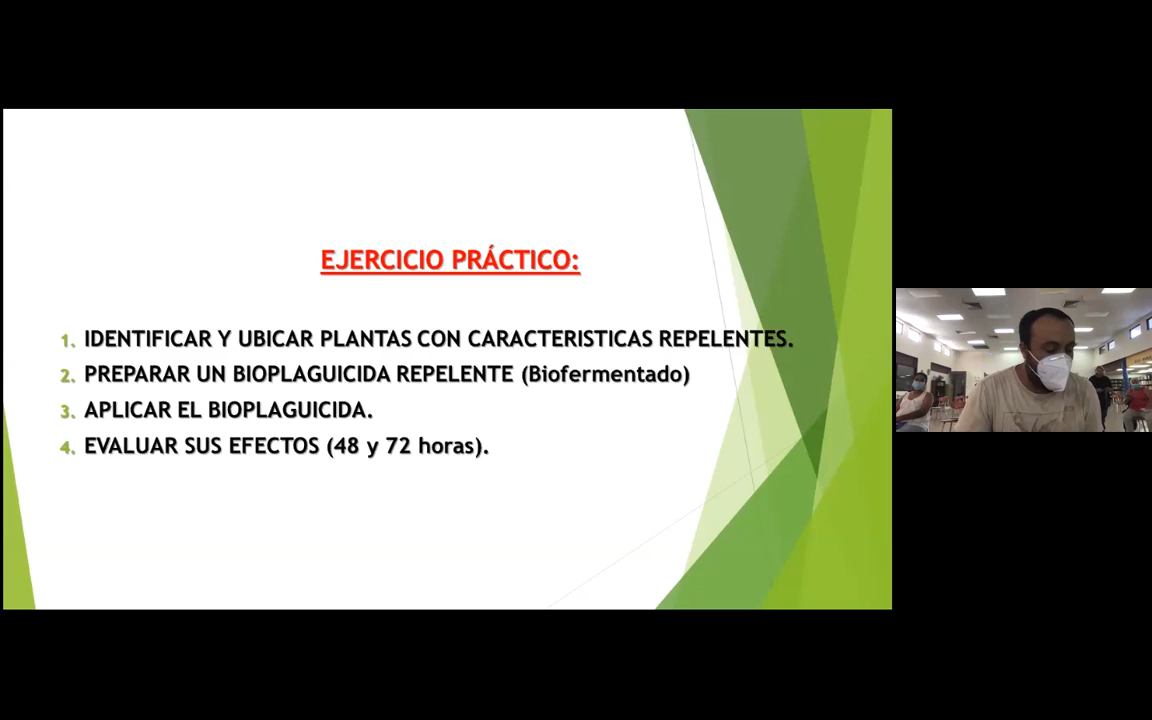 EJERCICIO PRÁCTICO:
1. IDENTIFICAR Y UBICAR PLANTAS CON CARACTERISTICAS REPELENTES.
2. PREPARAR UN BIOPLAGUICIDA REPELENTE (Biofermentado)
3. APLICAR EL BIOPLAGUICIDA.
4. EVALUAR SUS EFECTOS (48 y 72 horas).